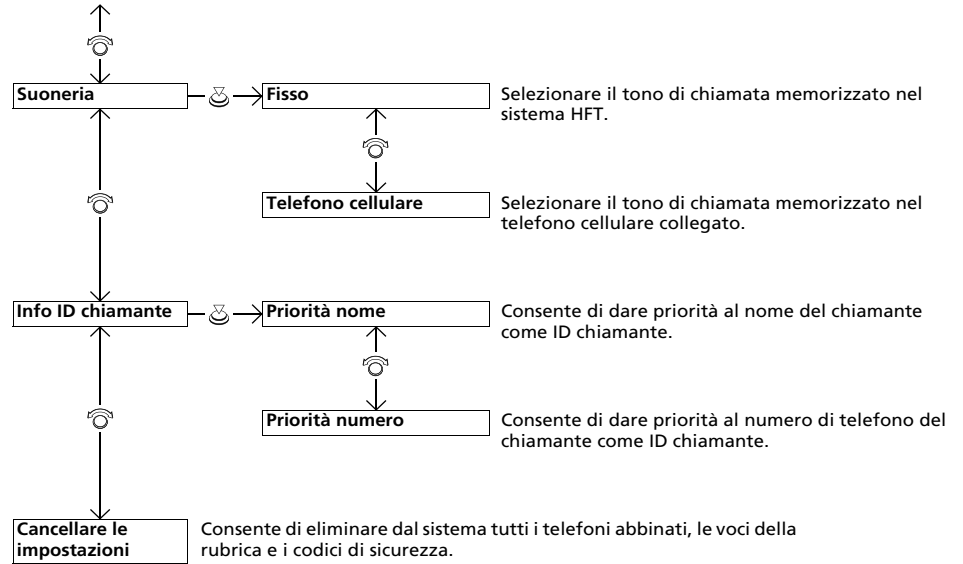 Suoneria
Fisso
Selezionare il tono di chiamata memorizzato nel
sistema HFT.
Telefono cellulare
Selezionare il tono di chiamata memorizzato nel
telefono cellulare collegato.
Info ID chiamante
Priorità nome
Consente di dare priorità al nome del chiamante
come ID chiamante.
Priorità numero
Consente di dare priorità al numero di telefono del
chiamante come ID chiamante.
Cancellare le
impostazioni
Consente di eliminare dal sistema tutti i telefoni abbinati, le voci della
rubrica e i codici di sicurezza.